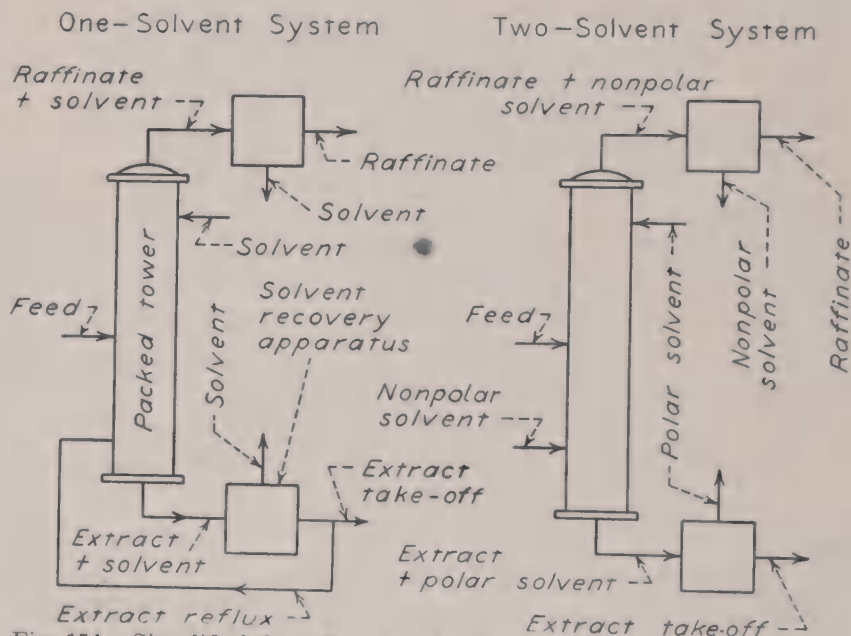 One-Solvent System
Two-Solvent System
Raffinate
+ solvent
Raffinate
Solvent
Solvent
Feed
Packed tower
Solvent
recovery
apparatus
Solvent
Extract
take-off
Extract
+ solvent
Extract reflux
Raffinate + nonpolar
solvent
Feed
Nonpolar
solvent
Polar solvent
Nonpolar
solvent
Raffinate
Extract
+ polar solvent
Extract take-off
Fig.